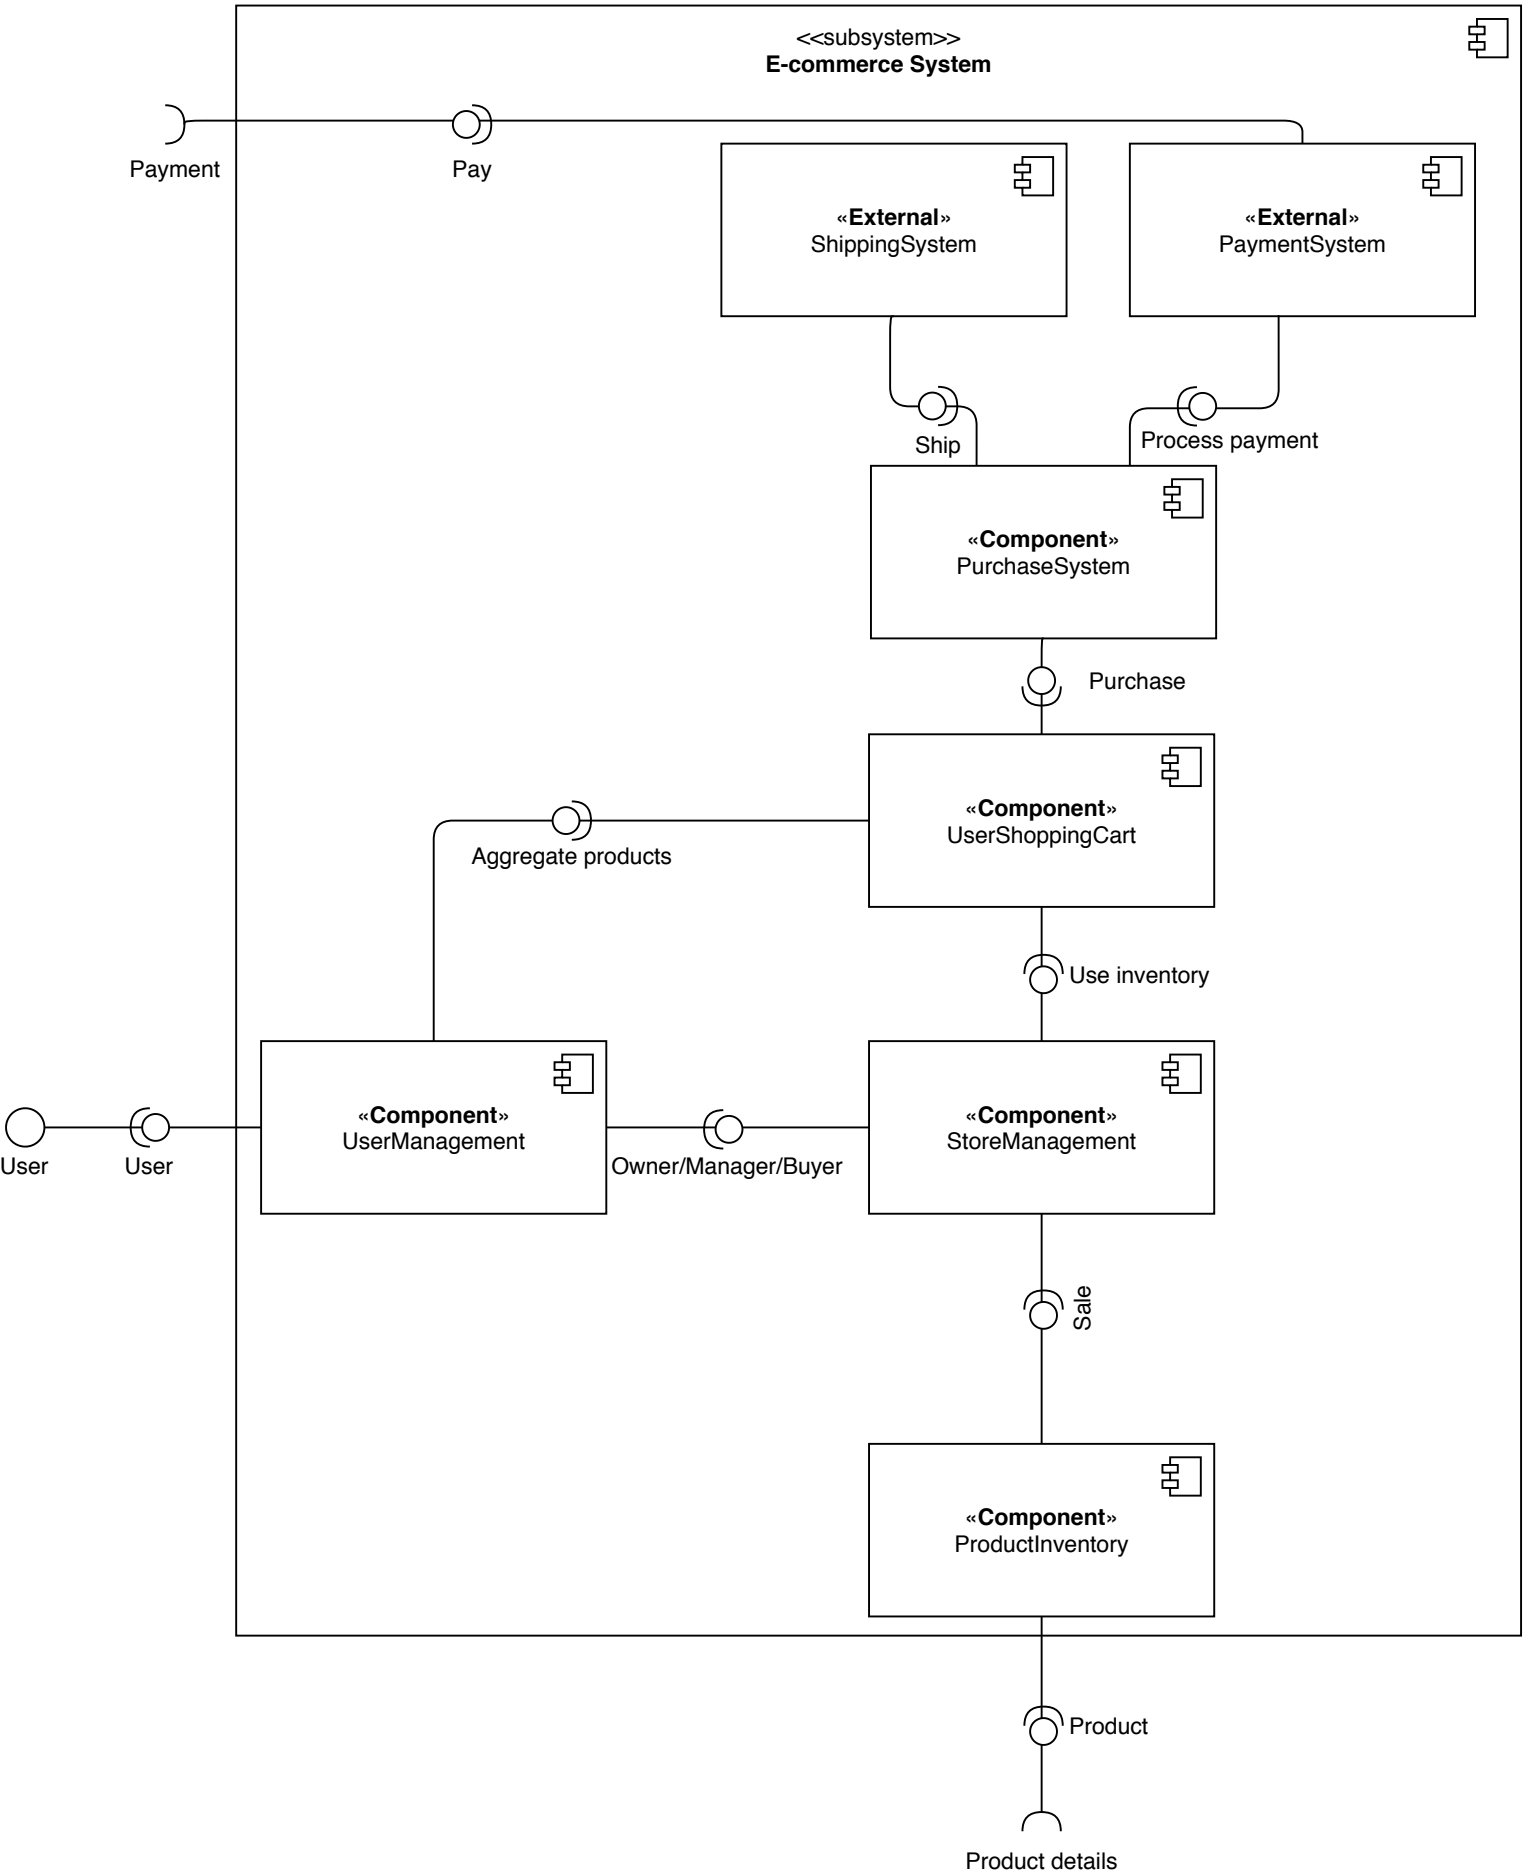 <<subsystem>>
E-commerce System
Payment
Pay
«External»
ShippingSystem
«External»
PaymentSystem
Ship
Process payment
«Component»
PurchaseSystem
Purchase
«Component»
UserShoppingCart
Aggregate products
Use inventory
«Component»
UserManagement
«Component»
StoreManagement
User
User
Owner/Manager/Buyer
Sale
«Component»
ProductInventory
Product
Product details